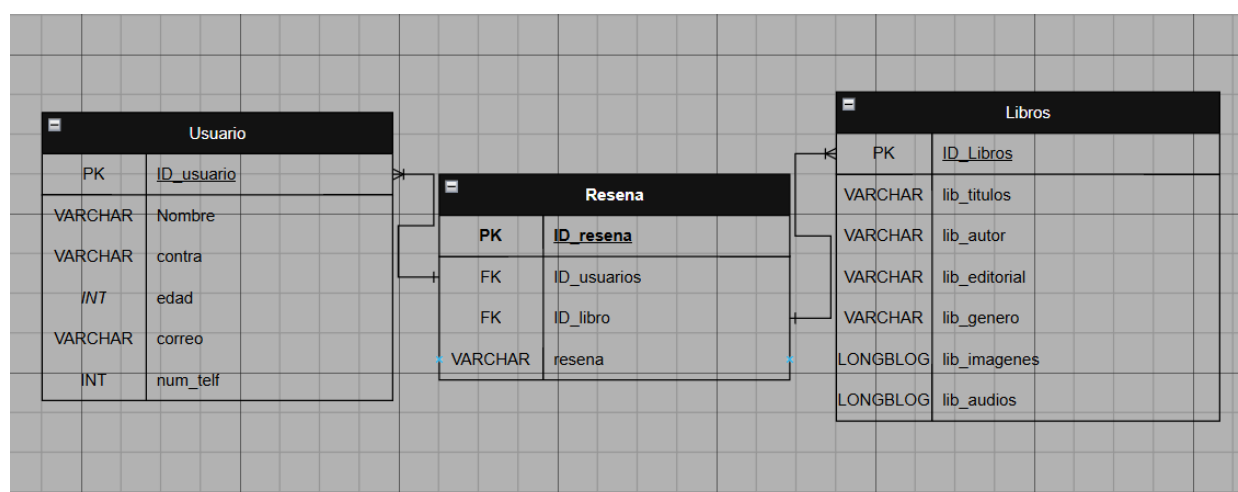 Usuario
PK ID_usuario
VARCHAR Nombre
VARCHAR contra
INT edad
VARCHAR correo
INT num_telf
Resena
PK ID_resena
FK ID_usuarios
FK ID_libro
VARCHAR resena
Libros
PK ID_Libros
VARCHAR lib_titulos
VARCHAR lib_autor
VARCHAR lib_editorial
VARCHAR lib_genero
LONGBLOG lib_imagenes
LONGBLOG lib_audios